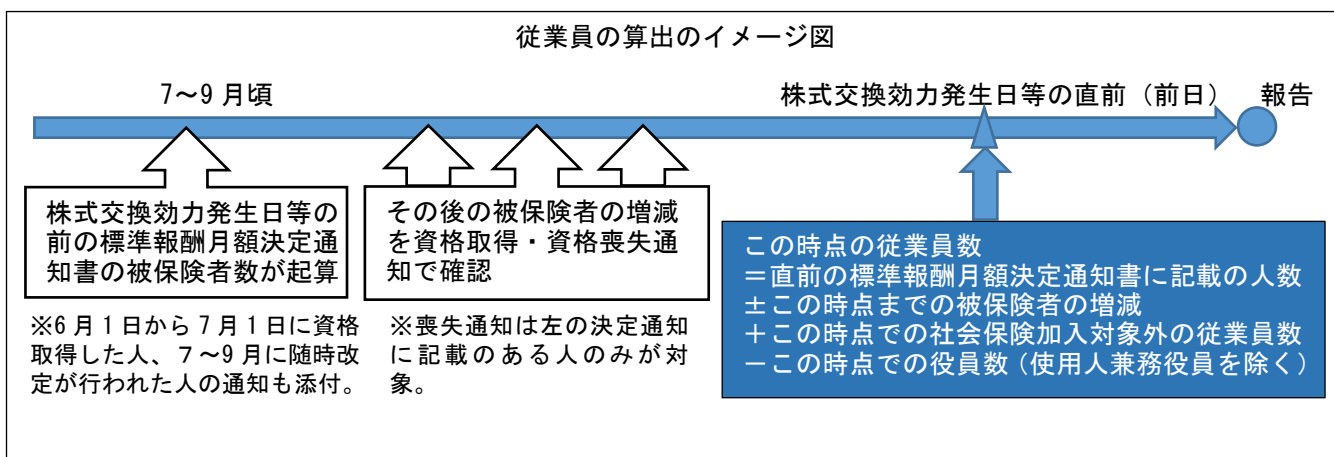 従業員の算出のイメージ図
7～9 月頃
株式交換効力発生日等の直前（前日）
報告
株式交換効力発生日等の
前の標準報酬月額決定通
知書の被保険者数が起算
その後の被保険者の増減
を資格取得・資格喪失通
知で確認
この時点の従業員数
＝直前の標準報酬月額決定通知書に記載の人数
±この時点までの被保険者の増減
＋この時点での社会保険加入対象外の従業員数
－この時点での役員数（使用人兼務役員を除く）
※6 月 1 日から 7 月 1 日に資格
取得した人、７～9 月に随時改
定が行われた人の通知も添付。
※喪失通知は左の決定通知
に記載のある人のみが対
象。